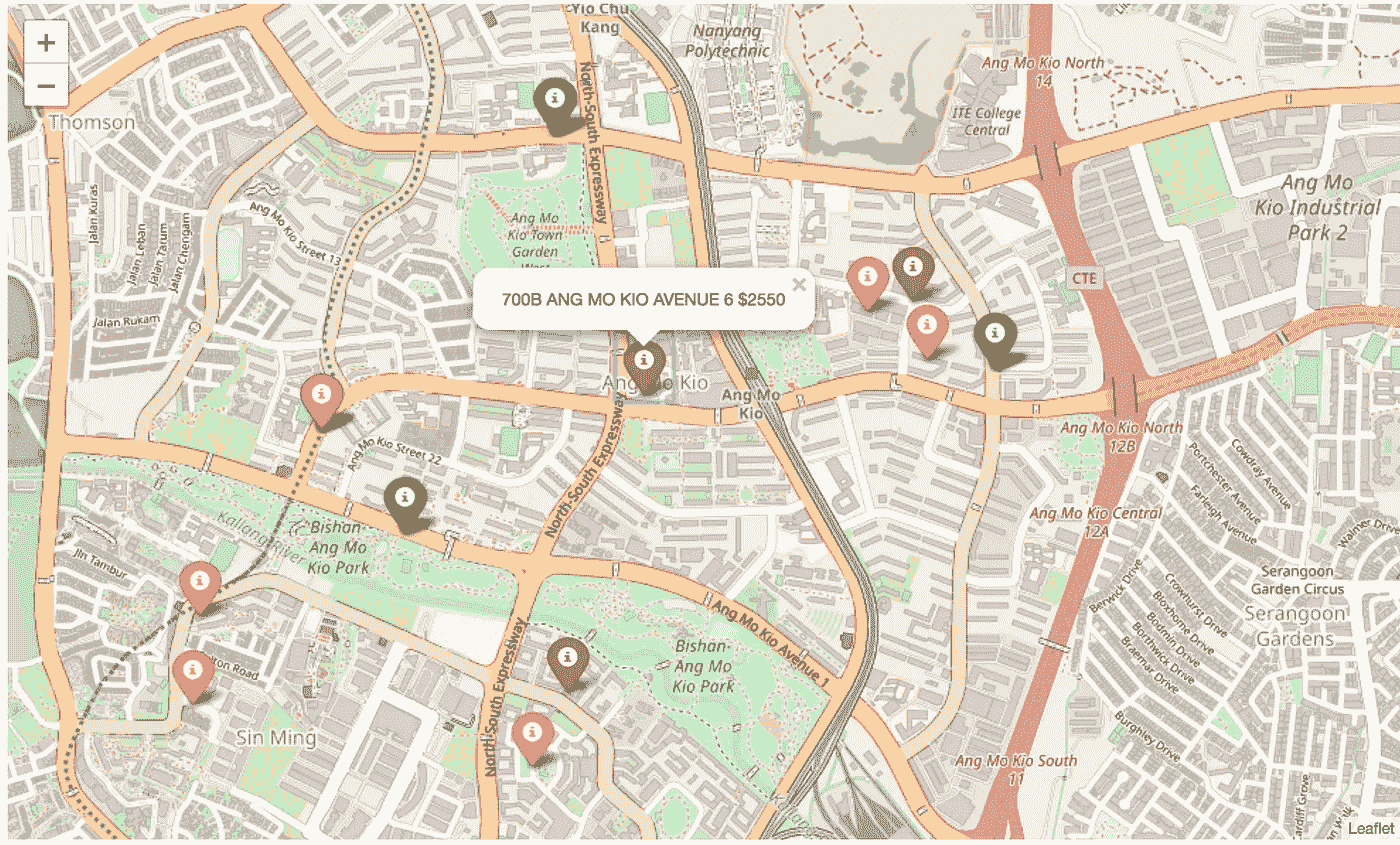 +
−
Yio Chu
Kang
Nanyang
Polytechnic
Ang Mo Kio North
14
ITE College
Central
Thomson
North-South Expressway
Ang Mo
Kio Industrial
Park 2
Jalan Kuras
Jalan Leban
Jalan Tarum
Jalan Chengam
Ang Mo Kio Street 13
Ang Mo
Kio Town
Garden
West
CTE
700B ANG MO KIO AVENUE 6 $2550
×
Jalan Rukam
Ang Mo Kio
Ang Mo
Kio
Ang Mo Kio Street 22
North-South Expressway
Ang Mo Kio North
12B
Cowdray Avenue
Portchester Avenue
Farleigh Avenue
Ang Mo Kio Central
12A
Walmer Drive
Kallang River
Bishan-
Ang Mo
Kio Park
Jln Tambur
Serangoon
Garden Circus
Serangoon
Gardens
Berwick Drive
Crowhurst Drive
Boxhome Drive
Borthwick Drive
Bodmin Drive
Braemar Drive
Ang Mo Kio Avenue 1
Bishan-
Ang Mo
Kio Park
North-South Expressway
Sin Ming
Burghley Drive
Ang Mo Kio South
11
Leaflet